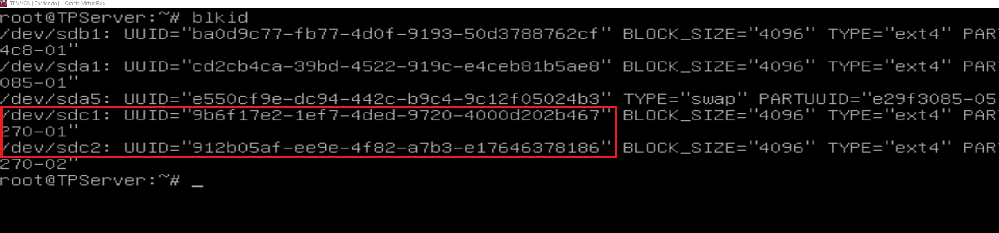 TPVMCA [Corriendo] - Oracle VirtualBox
root@TPServer:~# blkid
/dev/sdb1: UUID="ba0d9c77-fb77-4d0f-9193-50d3788762cf" BLOCK_SIZE="4096" TYPE="ext4" PAR
4c8-01"
/dev/sda1: UUID="cd2cb4ca-39bd-4522-919c-e4ceb81b5ae8" BLOCK_SIZE="4096" TYPE="ext4" PAR
085-01"
/dev/sda5: UUID="e550cf9e-dc94-442c-b9c4-9c12f05024b3" TYPE="swap" PARTUUID="e29f3085-05
/dev/sdc1: UUID="9b6f17e2-1ef7-4ded-9720-4000d202b467" BLOCK_SIZE="4096" TYPE="ext4" PAR
270-01"
/dev/sdc2: UUID="912b05af-ee9e-4f82-a7b3-e17646378186" BLOCK_SIZE="4096" TYPE="ext4" PAR
270-02"
root@TPServer:~# _